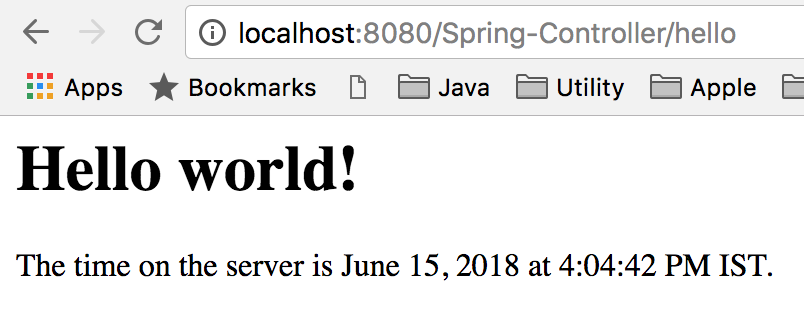 localhost:8080/Spring-Controller/hello
Apps Bookmarks Java Utility Apple
Hello world!
The time on the server is June 15, 2018 at 4:04:42 PM IST.